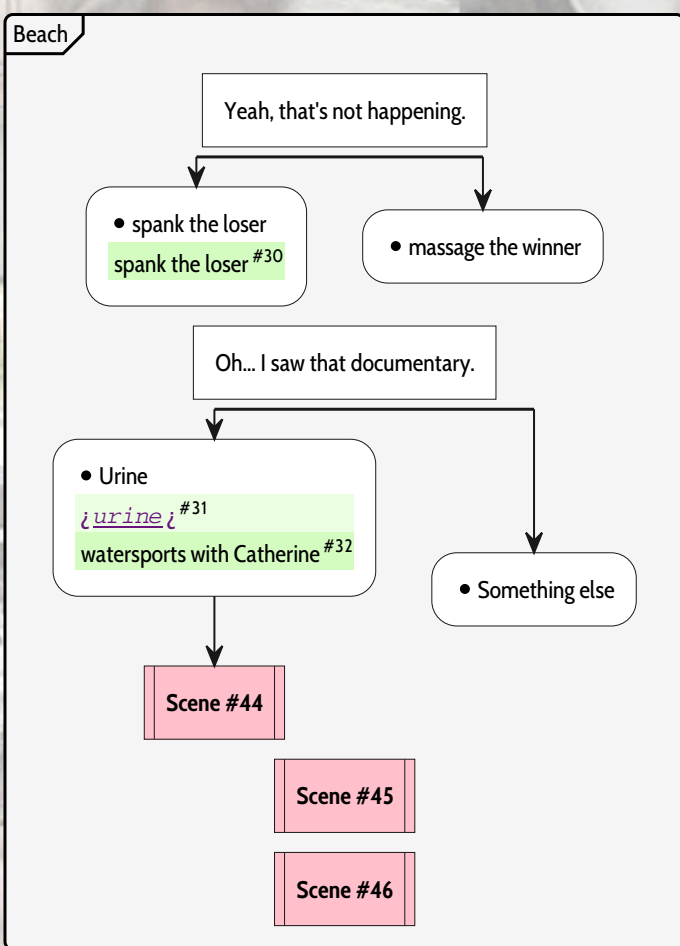 Beach
Yeah, that's not happening.
• spank the loser
spank the loser #30
• massage the winner
Oh... I saw that documentary.
• Urine
¿urine¿ #31
watersports with Catherine #32
• Something else
Scene #44
Scene #45
Scene #46